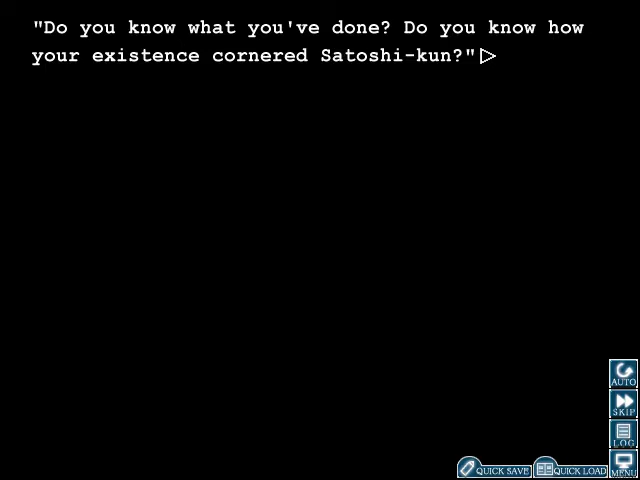 "Do you know what you've done? Do you know how
your existence cornered Satoshi-kun?"
AUTO
SKIP
LOG
QUICK SAVE
QUICK LOAD
MENU